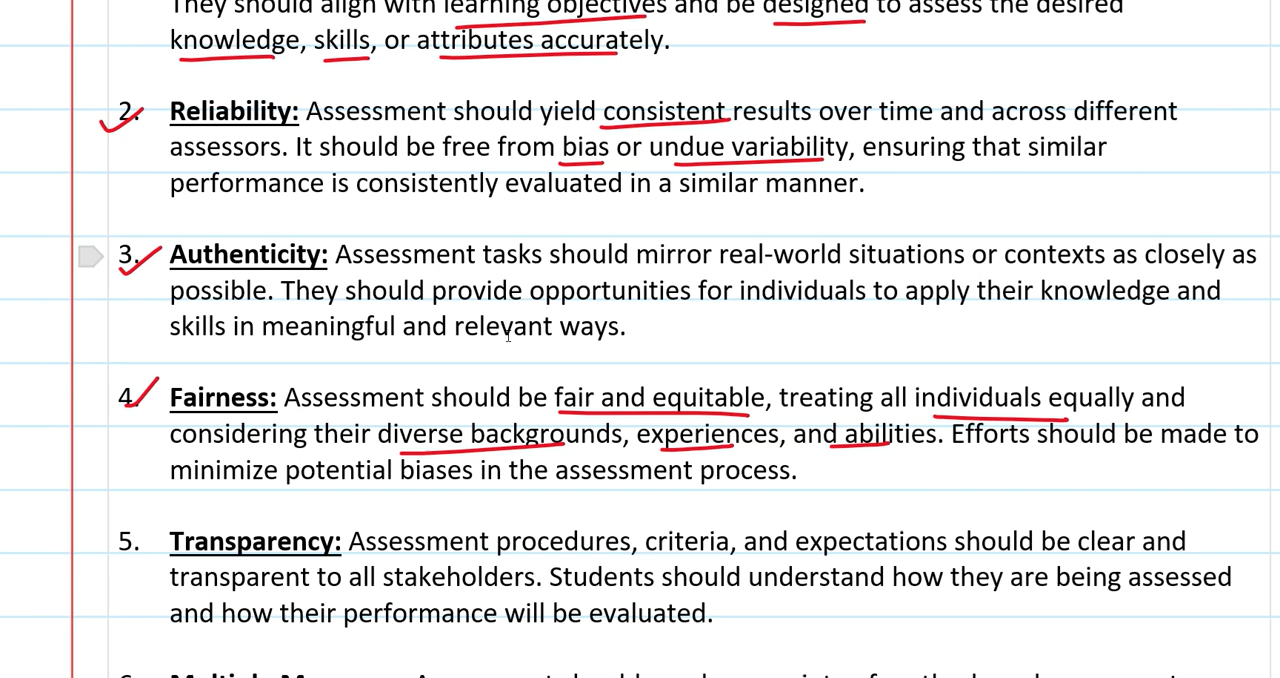 They should align with learning objectives and be designed to assess the desired
knowledge, skills, or attributes accurately.
2. Reliability: Assessment should yield consistent results over time and across different
assessors. It should be free from bias or undue variability, ensuring that similar
performance is consistently evaluated in a similar manner.
3. Authenticity: Assessment tasks should mirror real-world situations or contexts as closely as
possible. They should provide opportunities for individuals to apply their knowledge and
skills in meaningful and relevant ways.
4. Fairness: Assessment should be fair and equitable, treating all individuals equally and
considering their diverse backgrounds, experiences, and abilities. Efforts should be made to
minimize potential biases in the assessment process.
5. Transparency: Assessment procedures, criteria, and expectations should be clear and
transparent to all stakeholders. Students should understand how they are being assessed
and how their performance will be evaluated.